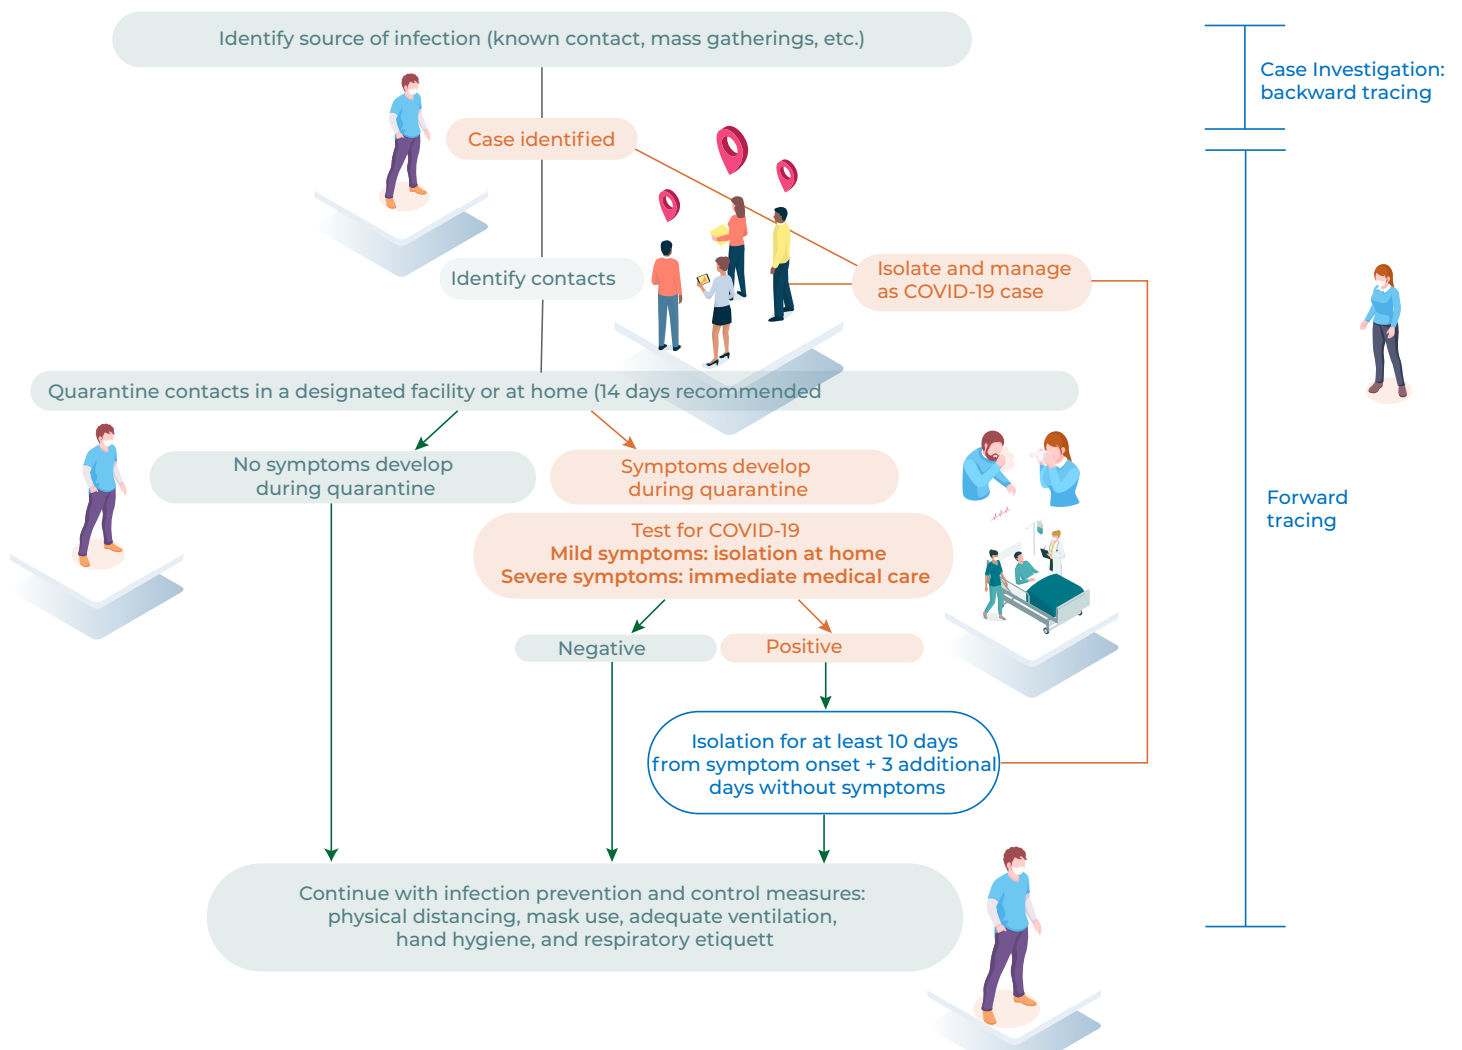 Identify source of infection (known contact, mass gatherings, etc.)
Case Investigation:
backward tracing
Case identified
Identify contacts
Isolate and manage
as COVID-19 case
Quarantine contacts in a designated facility or at home (14 days recommended
No symptoms develop
during quarantine
Symptoms develop
during quarantine
Forward
tracing
Test for COVID-19
Mild symptoms: isolation at home
Severe symptoms: immediate medical care
Negative
Positive
Isolation for at least 10 days
from symptom onset + 3 additional
days without symptoms
Continue with infection prevention and control measures:
physical distancing, mask use, adequate ventilation,
hand hygiene, and respiratory etiquett